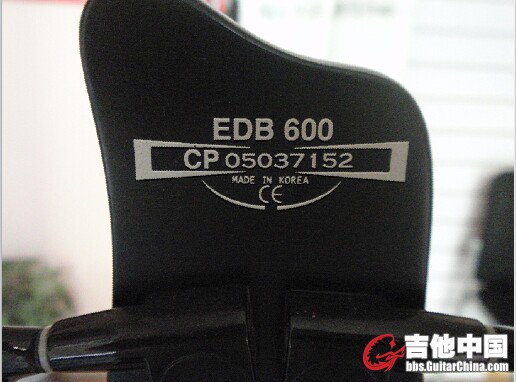 EDB 600
CP 05037152
MADE IN KOREA
CE
吉他中国
bbs.GuitarChina.com